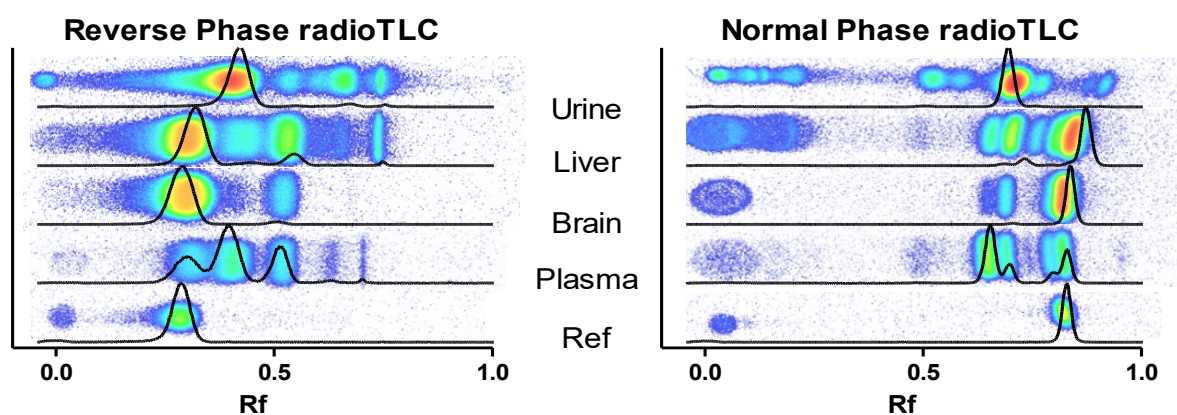 Reverse Phase radioTLC
Normal Phase radioTLC
Urine
Liver
Brain
Plasma
Ref
0.0 0.5 1.0
Rf
0.0 0.5 1.0
Rf